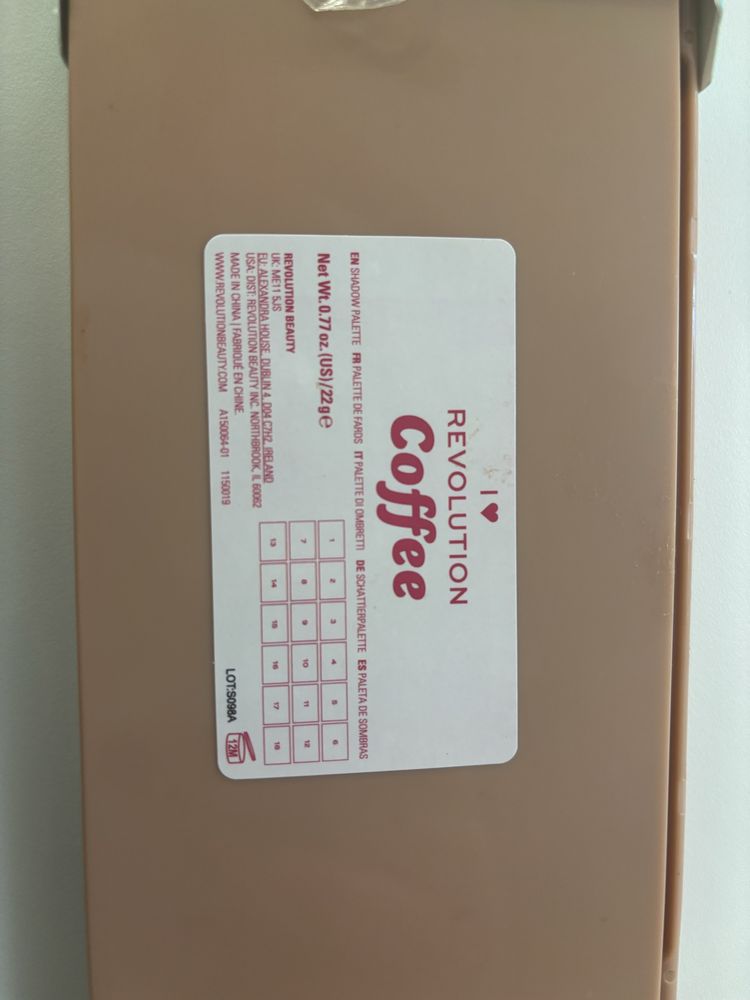 I ♥
REVOLUTION
Coffee
EN SHADOW PALETTE FR PALETTE DE FARDS IT PALETTE DI OMBRETTI DE SCHATTIERPALETTE ES PALETA DE SOMBRAS
Net Wt. 0.77 oz. (US)/22g℮
REVOLUTION BEAUTY
UK: ME11 5JS
EU: ALEXANDRA HOUSE, DUBLIN 4, D04 C7H2, IRELAND
USA: DIST: REVOLUTION BEAUTY INC. NORTHBROOK, IL 60062
MADE IN CHINA | FABRIQUÉ EN CHINE.
WWW.REVOLUTIONBEAUTY.COM A150064-01 1150019
1 2 3 4 5 6
7 8 9 10 11 12
13 14 15 16 17 18
LOT:S098A
12M